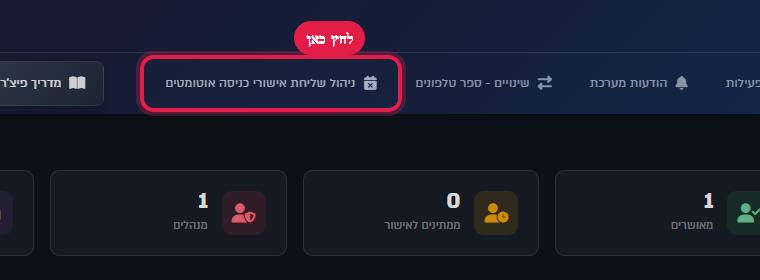 לחץ כאן
פעילות
הודעות מערכת
שינויים - ספר טלפונים
ניהול שליחת אישורי כניסה אוטומטים
מדריך פיצ'ר
1
מאושרים
0
ממתינים לאישור
1
מנהלים